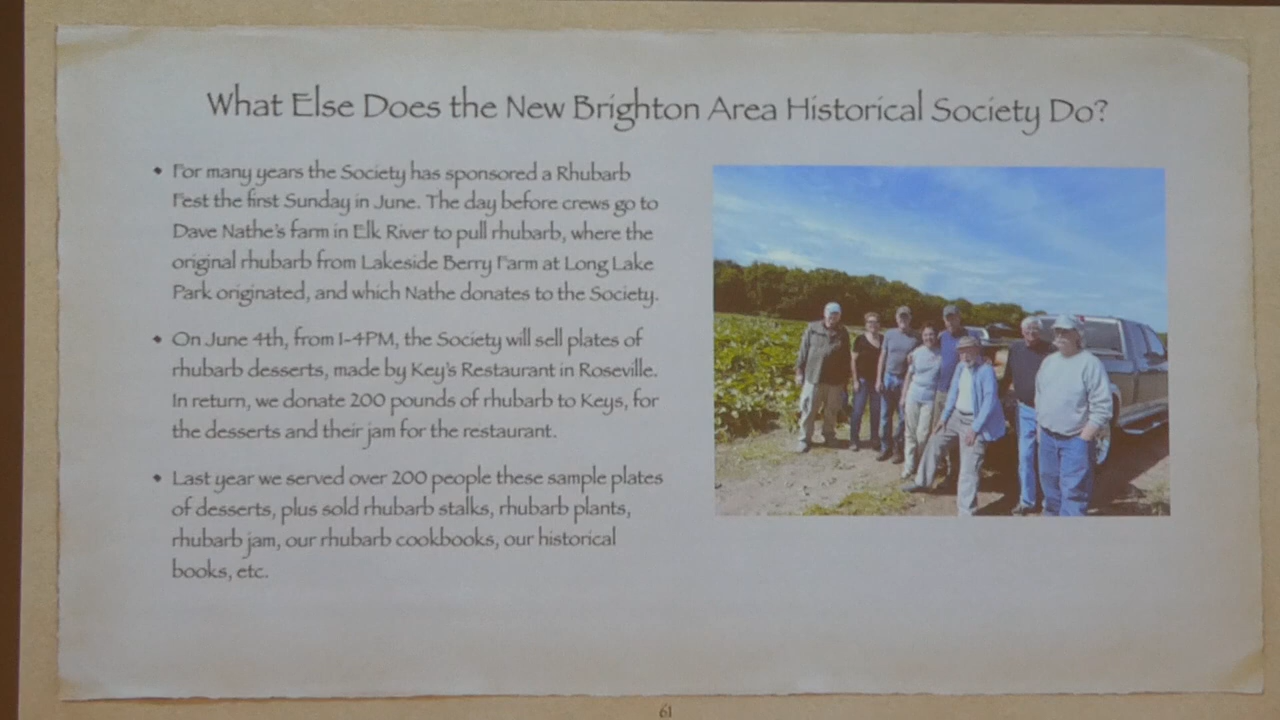 What Else Does the New Brighton Area Historical Society Do?
• For many years the Society has sponsored a Rhubarb
Fest the first Sunday in June. The day before crews go to
Dave Nathe's farm in Elk River to pull rhubarb, where the
original rhubarb from Lakeside Berry Farm at Long Lake
Park originated, and which Nathe donates to the Society.
• On June 4th, from 1-4PM, the Society will sell plates of
rhubarb desserts, made by Key's Restaurant in Roseville.
In return, we donate 200 pounds of rhubarb to Keys, for
the desserts and their jam for the restaurant.
• Last year we served over 200 people these sample plates
of desserts, plus sold rhubarb stalks, rhubarb plants,
rhubarb jam, our rhubarb cookbooks, our historical
books, etc.
61